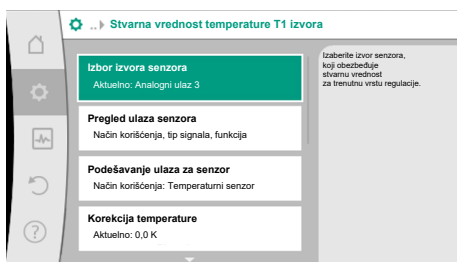 ..▸ Stvarna vrednost temperature T1 izvora
Izbor izvora senzora
Aktuelno: Analogni ulaz 3
Pregled ulaza senzora
Način korišćenja, tip signala, funkcija
Podešavanje ulaza za senzor
Način korišćenja: Temperaturni senzor
Korekcija temperature
Aktuelno: 0,0 K
Izaberite izvor senzora,
koji obezbeđuje
stvarnu vrednost
za trenutnu vrstu regulacije.